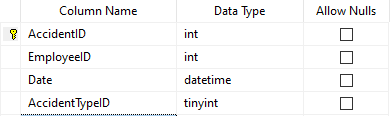 Column Name Data Type Allow Nulls
AccidentID int
EmployeeID int
Date datetime
AccidentTypeID tinyint